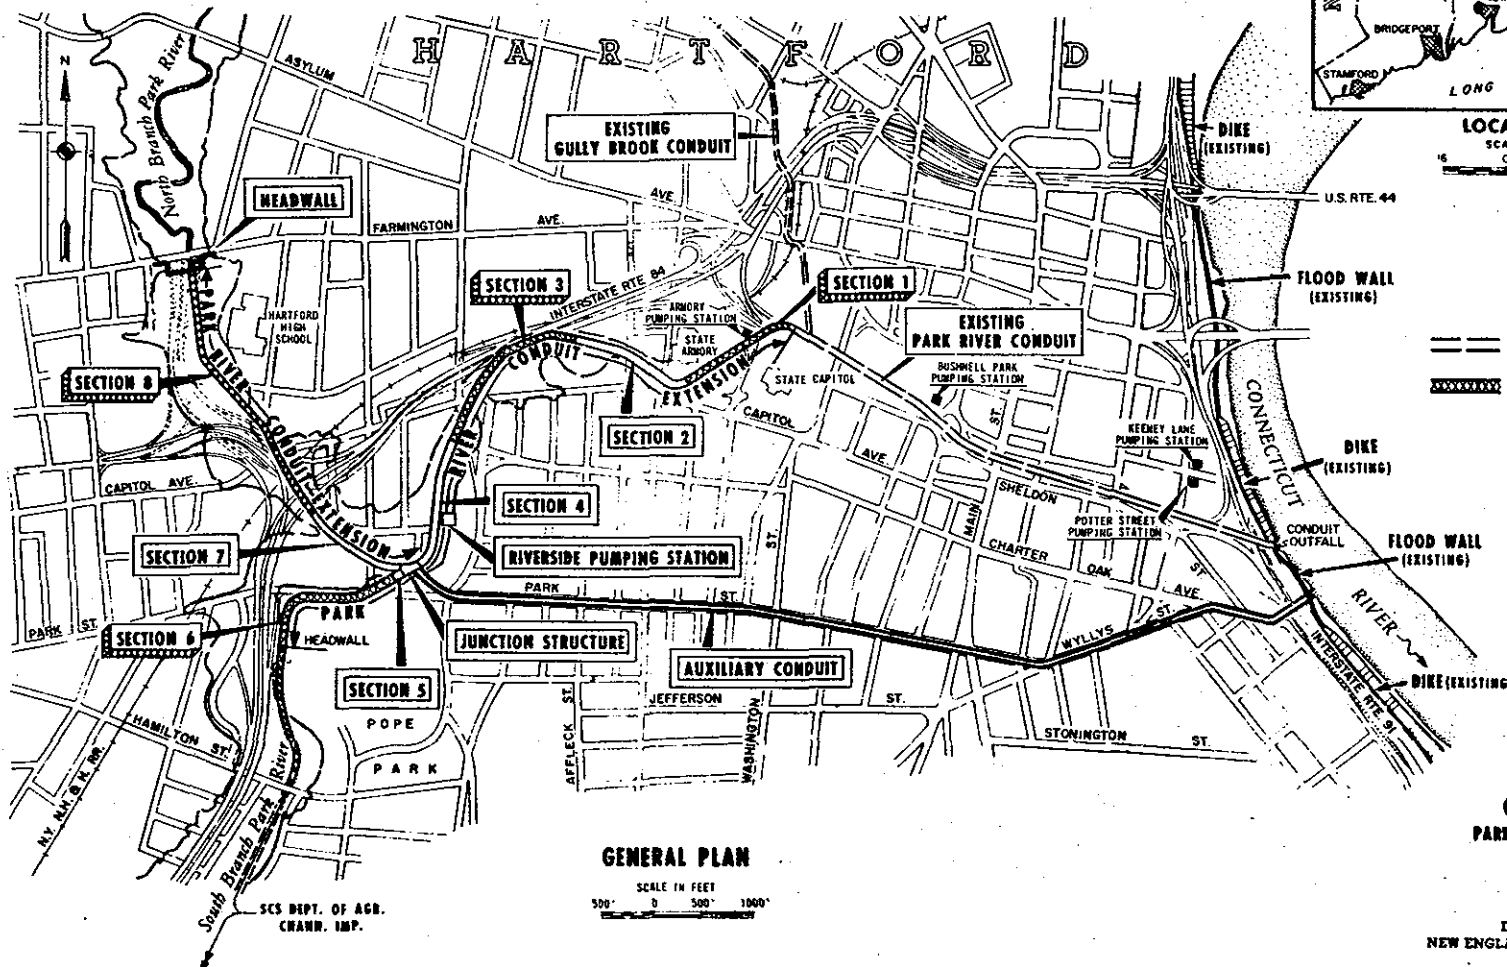 HARTFORD
N
North Branch Park River
ASYLUM
EXISTING
GULLY BROOK CONDUIT
DIKE
(EXISTING)
BRIDGEPORT
STAMFORD
LONG
U.S. RTE. 44
HEADWALL
FARMINGTON
AVE.
AVE
SECTION 3
INTERSTATE RTE. 84
SECTION 1
FLOOD WALL
(EXISTING)
HARTFORD
HIGH
SCHOOL
ARMORY
PUMPING STATION
STATE
ARMORY
EXISTING
PARK RIVER CONDUIT
BUSHNELL PARK
PUMPING STATION
SECTION 8
PARK RIVER CONDUIT EXTENSION
PARK RIVER CONDUIT EXTENSION
STATE CAPITOL
SECTION 2
CAPITOL
AVE.
ST.
KEENEY LANE
PUMPING STATION
CONNECTICUT
RIVER
DIKE
(EXISTING)
CAPITOL AVE.
SECTION 4
SHELDON
ST
MAIN
POTTER STREET
PUMPING STATION
CONDUIT
OUTFALL
FLOOD WALL
(EXISTING)
SECTION 7
RIVERSIDE PUMPING STATION
CHARTER
OAK
AVE
PARK
ST.
PARK
PARK ST.
SECTION 6
HEADWALL
JUNCTION STRUCTURE
WYLLYS
ST.
AUXILIARY CONDUIT
INTERSTATE RTE. 91
DIKE (EXISTING
SECTION 5
POPE
PARK
JEFFERSON
ST.
AFFLECK ST.
WASHINGTON
ST.
STONINGTON
ST.
HAMILTON ST.
N.Y. N.H. & H. RR.
South Branch Park River
SCS DEPT. OF AGR.
CHANN. IMP.
GENERAL PLAN
SCALE IN FEET
500' 0 500' 1000'
LOCA
SCA
16
PARK
NEW ENGLA